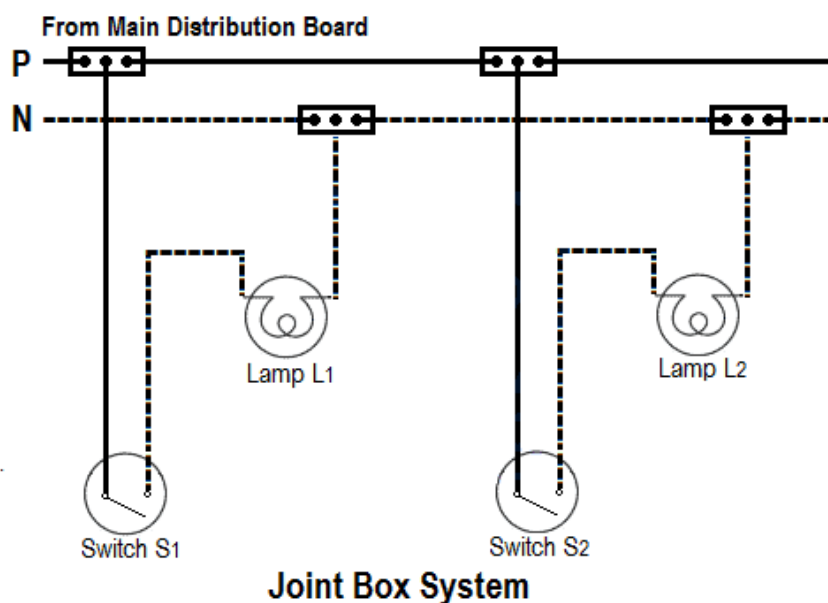 From Main Distribution Board
P
N
Lamp L1
Lamp L2
Switch S1
Switch S2
Joint Box System